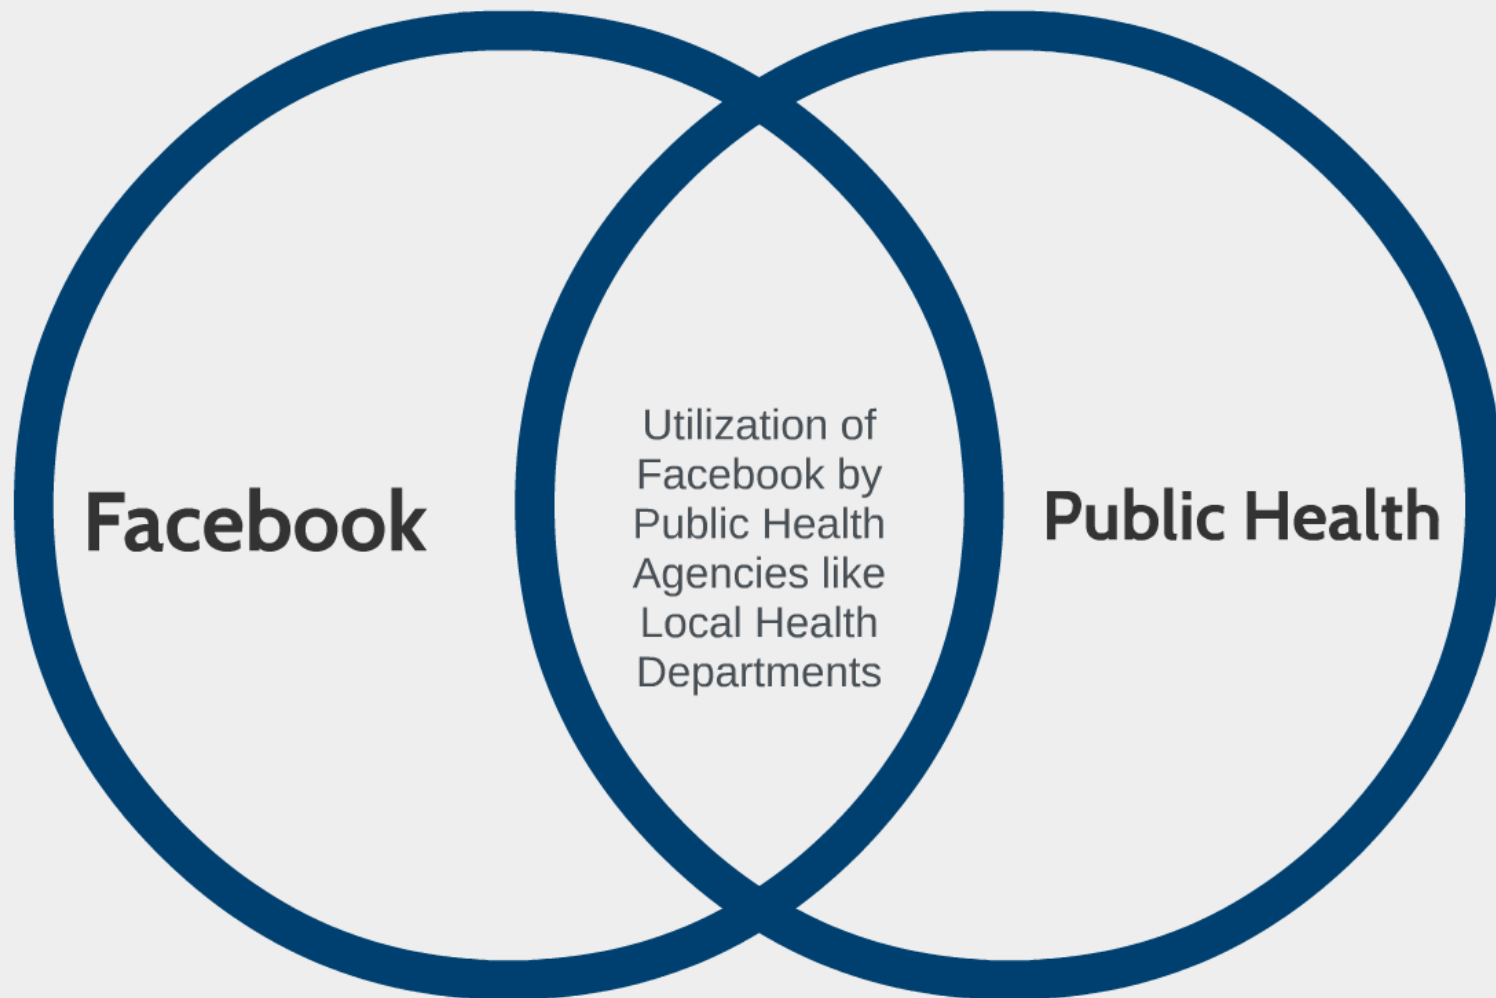 Facebook
Utilization of
Facebook by
Public Health
Agencies like
Local Health
Departments
Public Health